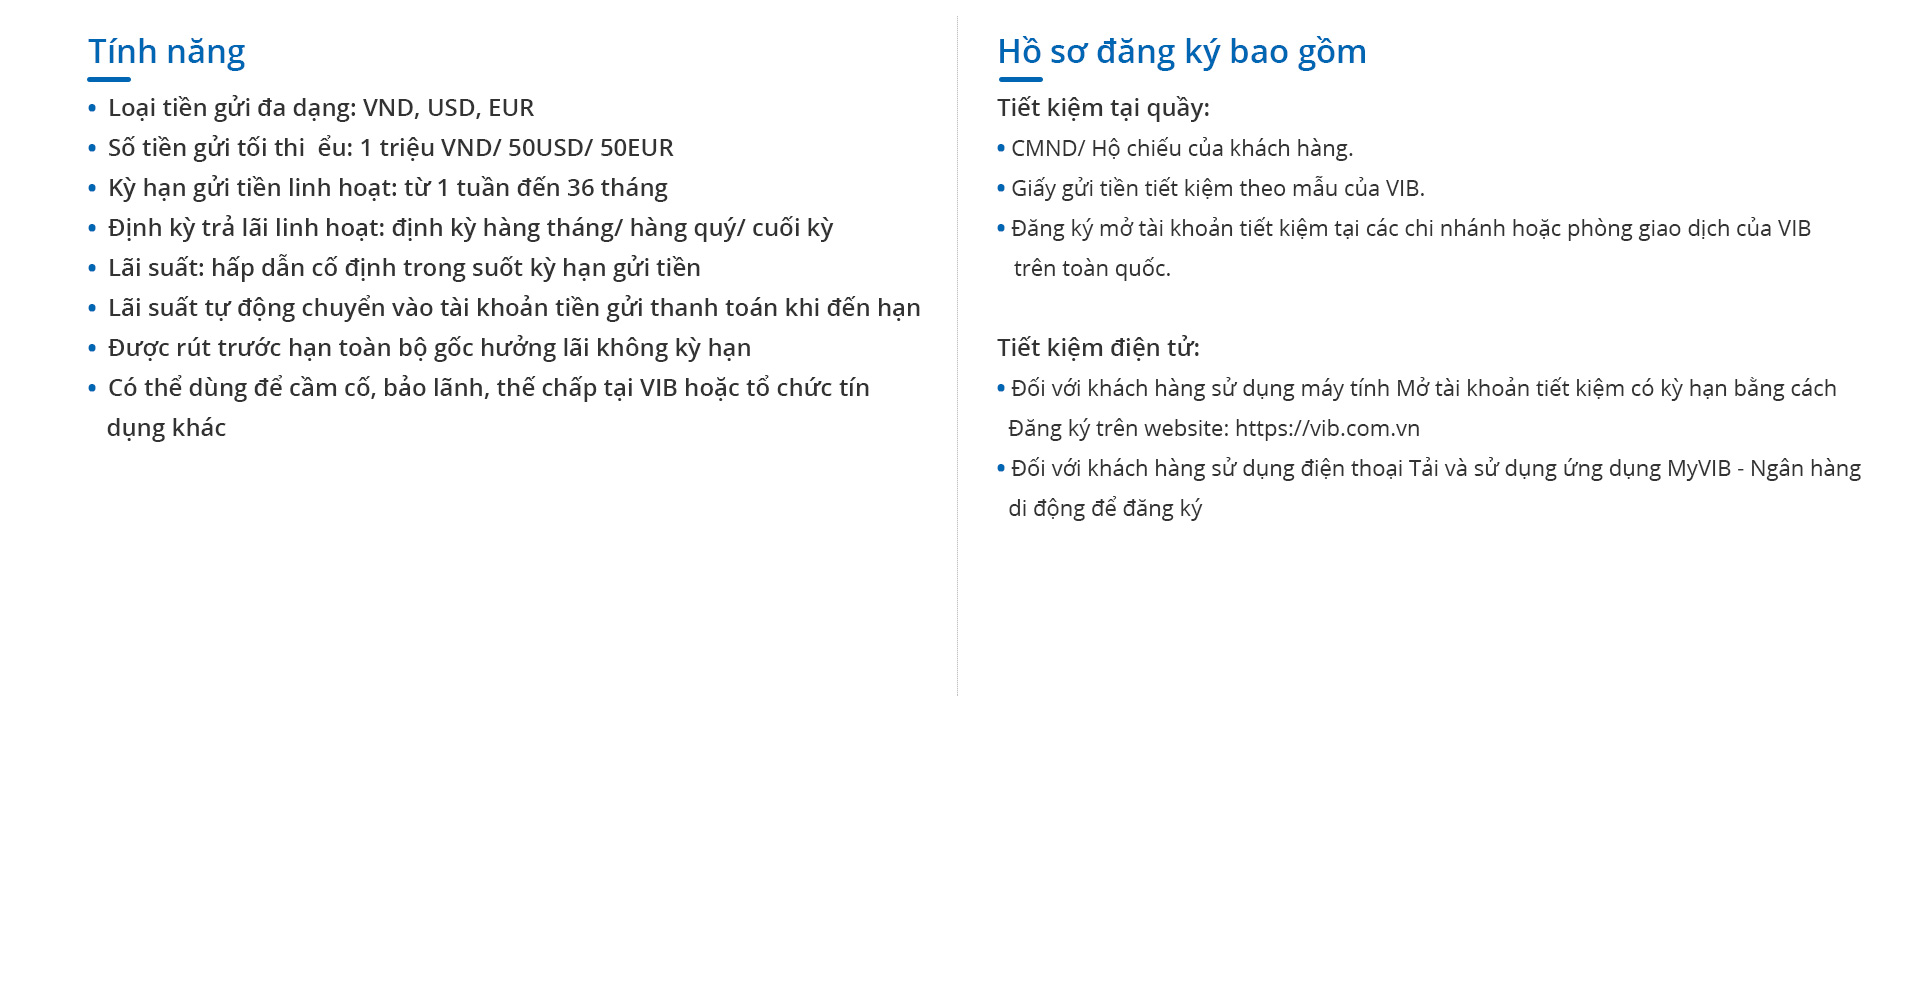 Tính năng
• Loại tiền gửi đa dạng: VND, USD, EUR
• Số tiền gửi tối thi  ểu: 1 triệu VND/ 50USD/ 50EUR
• Kỳ hạn gửi tiền linh hoạt: từ 1 tuần đến 36 tháng
• Định kỳ trả lãi linh hoạt: định kỳ hàng tháng/ hàng quý/ cuối kỳ
• Lãi suất: hấp dẫn cố định trong suốt kỳ hạn gửi tiền
• Lãi suất tự động chuyển vào tài khoản tiền gửi thanh toán khi đến hạn
• Được rút trước hạn toàn bộ gốc hưởng lãi không kỳ hạn
• Có thể dùng để cầm cố, bảo lãnh, thế chấp tại VIB hoặc tổ chức tín
dụng khác
Hồ sơ đăng ký bao gồm
Tiết kiệm tại quầy:
• CMND/ Hộ chiếu của khách hàng.
• Giấy gửi tiền tiết kiệm theo mẫu của VIB.
• Đăng ký mở tài khoản tiết kiệm tại các chi nhánh hoặc phòng giao dịch của VIB
trên toàn quốc.
Tiết kiệm điện tử:
• Đối với khách hàng sử dụng máy tính Mở tài khoản tiết kiệm có kỳ hạn bằng cách
Đăng ký trên website: https://vib.com.vn
• Đối với khách hàng sử dụng điện thoại Tải và sử dụng ứng dụng MyVIB - Ngân hàng
di động để đăng ký